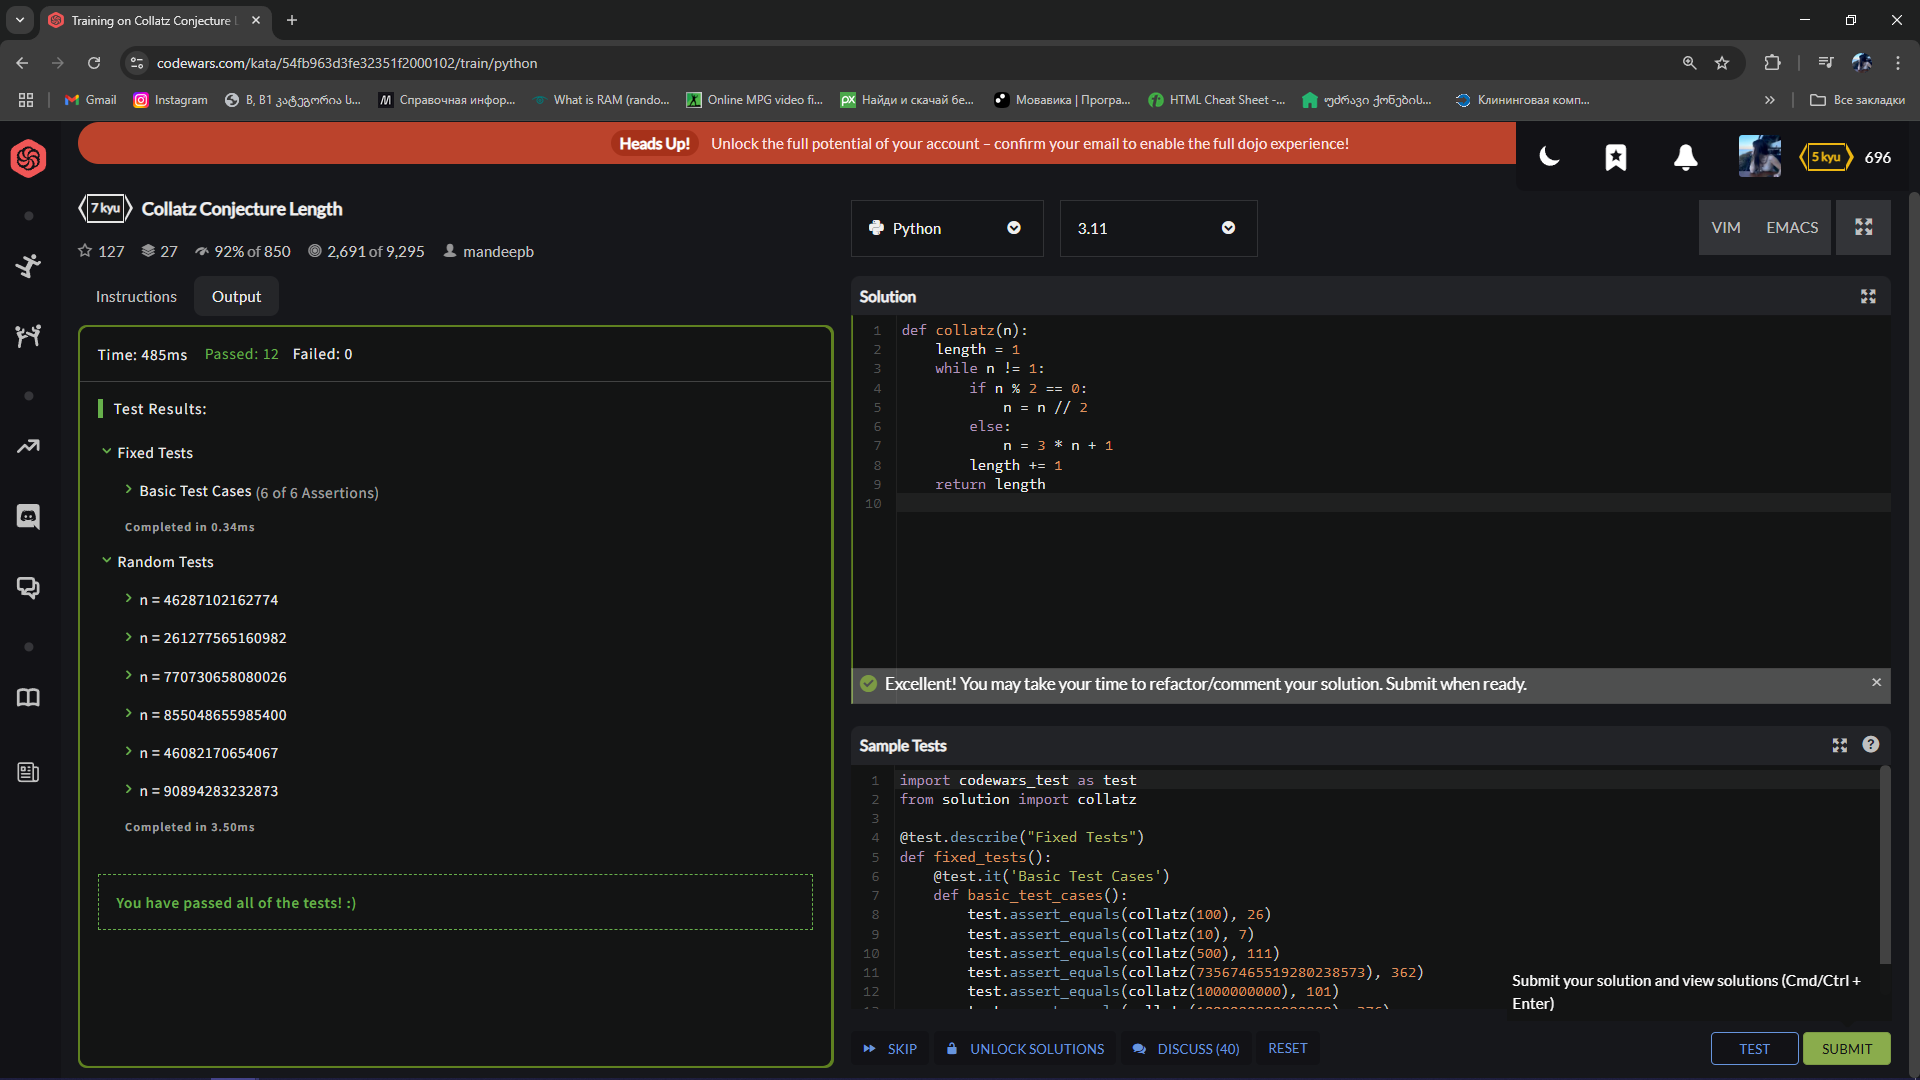 Training on Collatz Conjecture L
codewars.com/kata/54fb963d3fe32351f2000102/train/python
Gmail
Instagram
B, B1 კატეგორია ს...
Справочная инфор...
What is RAM (rando...
Online MPG video fi...
Найди и скачай бе...
Мовавика | Програ...
HTML Cheat Sheet -...
უძრავი ქონების...
Клининговая комп...
Все закладки
Heads Up! Unlock the full potential of your account – confirm your email to enable the full dojo experience!
5 kyu 696
7 kyu Collatz Conjecture Length
127 27 92% of 850 2,691 of 9,295 mandeepb
Instructions Output
Time: 485ms Passed: 12 Failed: 0
Test Results:
Fixed Tests
Basic Test Cases (6 of 6 Assertions)
Completed in 0.34ms
Random Tests
n = 46287102162774
n = 261277565160982
n = 770730658080026
n = 855048655985400
n = 46082170654067
n = 90894283232873
Completed in 3.50ms
You have passed all of the tests! :)
Python 3.11
VIM EMACS
Solution
1 def collatz(n):
2 length = 1
3 while n != 1:
4 if n % 2 == 0:
5 n = n // 2
6 else:
7 n = 3 * n + 1
8 length += 1
9 return length
10
Excellent! You may take your time to refactor/comment your solution. Submit when ready.
Sample Tests
1 import codewars_test as test
2 from solution import collatz
3
4 @test.describe("Fixed Tests")
5 def fixed_tests():
6 @test.it('Basic Test Cases')
7 def basic_test_cases():
8 test.assert_equals(collatz(100), 26)
9 test.assert_equals(collatz(10), 7)
10 test.assert_equals(collatz(500), 111)
11 test.assert_equals(collatz(73567465519280238573), 362)
12 test.assert_equals(collatz(1000000000), 101)
Submit your solution and view solutions (Cmd/Ctrl +
Enter)
SKIP UNLOCK SOLUTIONS DISCUSS (40) RESET
TEST SUBMIT